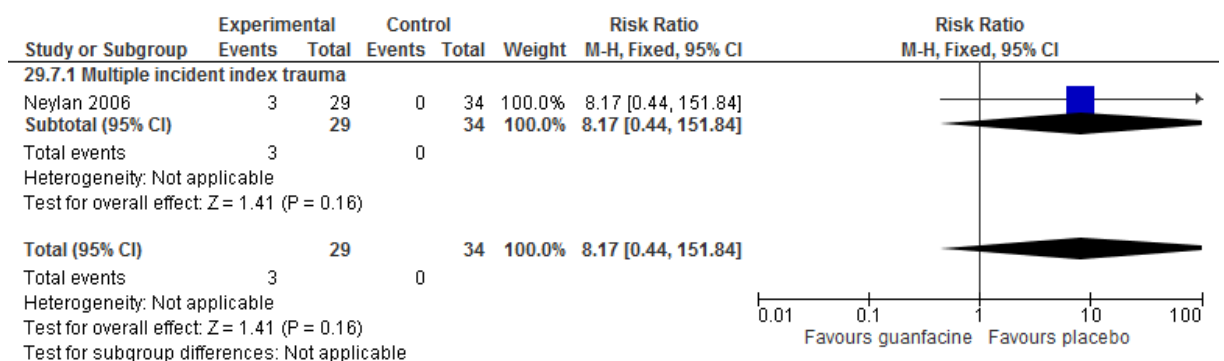 Experimental Control Risk Ratio Risk Ratio
Study or Subgroup Events Total Events Total Weight M-H, Fixed, 95% CI M-H, Fixed, 95% CI
29.7.1 Multiple incident index trauma
Neylan 2006 3 29 0 34 100.0% 8.17 [0.44, 151.84]
Subtotal (95% CI) 29 34 100.0% 8.17 [0.44, 151.84]
Total events 3 0
Heterogeneity: Not applicable
Test for overall effect: Z = 1.41 (P = 0.16)
Total (95% CI) 29 34 100.0% 8.17 [0.44, 151.84]
Total events 3 0
Heterogeneity: Not applicable
Test for overall effect: Z = 1.41 (P = 0.16)
Test for subgroup differences: Not applicable
0.01 0.1 1 10 100
Favours guanfacine Favours placebo